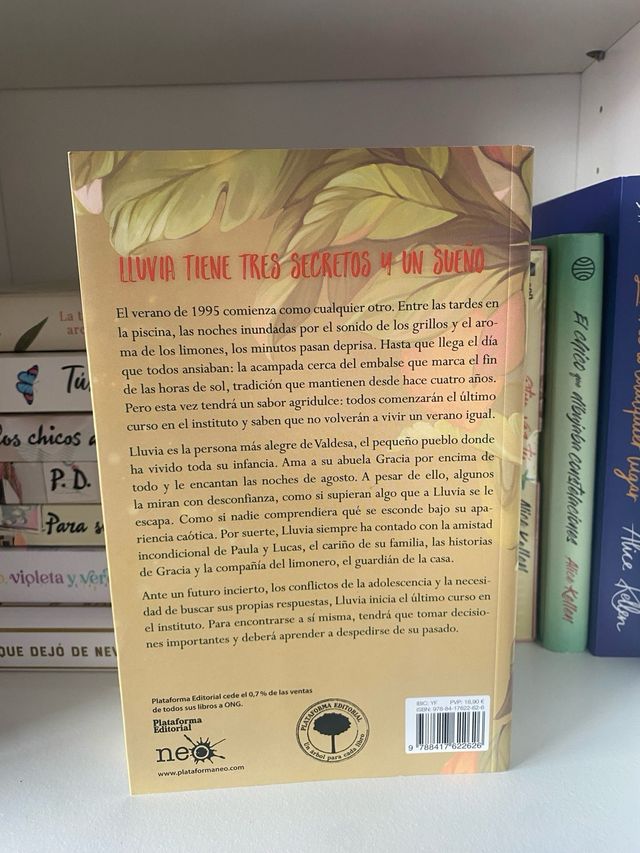 LLUVIA TIENE TRES SECRETOS Y UN SUEÑO
El verano de 1995 comienza como cualquier otro. Entre las tardes en
la piscina, las noches inundadas por el sonido de los grillos y el aro-
ma de los limones, los minutos pasan deprisa. Hasta que llega el día
que todos ansiaban: la acampada cerca del embalse que marca el fin
de las horas de sol, tradición que mantienen desde hace cuatro años.
Pero esta vez tendrá un sabor agridulce: todos comenzarán el último
curso en el instituto y saben que no volverán a vivir un verano igual.
Lluvia es la persona más alegre de Valdesa, el pequeño pueblo donde
ha vivido toda su infancia. Ama a su abuela Gracia por encima de
todo y le encantan las noches de agosto. A pesar de ello, algunos
la miran con desconfianza, como si supieran algo que a Lluvia se le
escapa. Como si nadie comprendiera qué se esconde bajo su apa-
riencia caótica. Por suerte, Lluvia siempre ha contado con la amistad
incondicional de Paula y Lucas, el cariño de su familia, las historias
de Gracia y la compañía del limonero, el guardián de la casa.
Ante un futuro incierto, los conflictos de la adolescencia y la necesi-
dad de buscar sus propias respuestas, Lluvia inicia el último curso en
el instituto. Para encontrarse a sí misma, tendrá que tomar decisio-
nes importantes y deberá aprender a despedirse de su pasado.
Plataforma Editorial cede el 0,7 % de las ventas
de todos sus libros a ONG.
Plataforma
Editorial
neo
www.plataformaneo.com
PLATAFORMA EDITORIAL
Un árbol para cada libro
IBIC: YF PVP: 18,90 €
ISBN: 978-84-17622-62-6
9 788417 622626
La t
are
Tú
los chicos
P. D.
Para s
violeta y ver
QUE DEJÓ DE NEV
Alice Kellen
El chico que dibujaba constelaciones
Alice Kellen
Alice Kellen